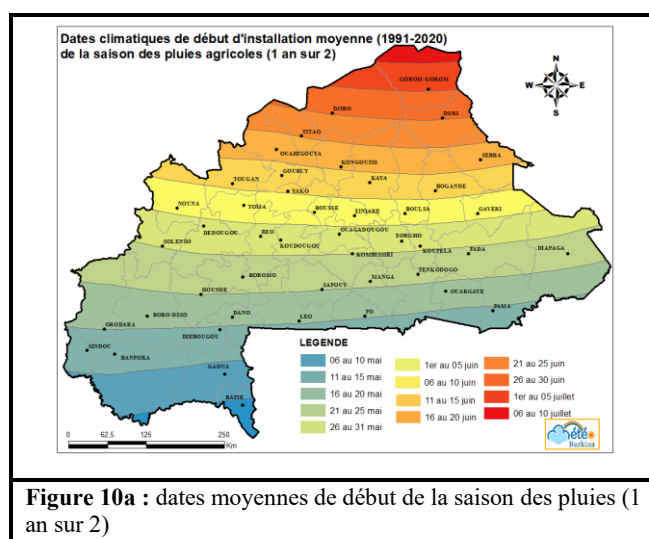 Dates climatiques de début d'installation moyenne (1991-2020)
de la saison des pluies agricoles (1 an sur 2)
N
W E
S
GOROM-GOROM
DJIBO
DORI
TITAO
OUAHIGOUYA
KONGOUSSI
SEBBA
GOURCY
TOUGAN
KAYA
YAKO
BOGANDE
NOUNA
TOMA
BOUSSE
ZINIARE
BOULSA
GAYERI
DEDOUGOU
REO
OUAGADOUGOU
ZORGHO
SOLENSO
KOUDOUGOU
KOUPELA
FADA
DIAPAGA
KOMBISSIRI
BOROMO
TENKODOGO
MANGA
HOUNDE
SAPOUY
OUARGAYE
BOBO-DSSO
DANO
LEO
PO
PAMA
ORODARA
DIEBOUGOU
SINDOU
BANFORA
GAOUA
BATIE
LEGENDE
06 au 10 mai
11 au 15 mai
16 au 20 mai
21 au 25 mai
26 au 31 mai
1er au 05 juin
06 au 10 juin
11 au 15 juin
16 au 20 juin
21 au 25 juin
26 au 30 juin
1er au 05 juillet
06 au 10 juillet
0 62,5 125 250
Km
météo
Burkina
Figure 10a : dates moyennes de début de la saison des pluies (1
an sur 2)